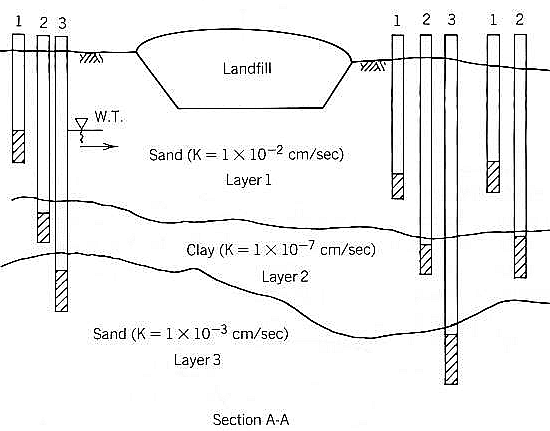 1 2 3
1 2 3 1 2
Landfill
W.T.
Sand (K = 1 × 10⁻² cm/sec)
Layer 1
Clay (K = 1 × 10⁻⁷ cm/sec)
Layer 2
Sand (K = 1 × 10⁻³ cm/sec)
Layer 3
Section A-A